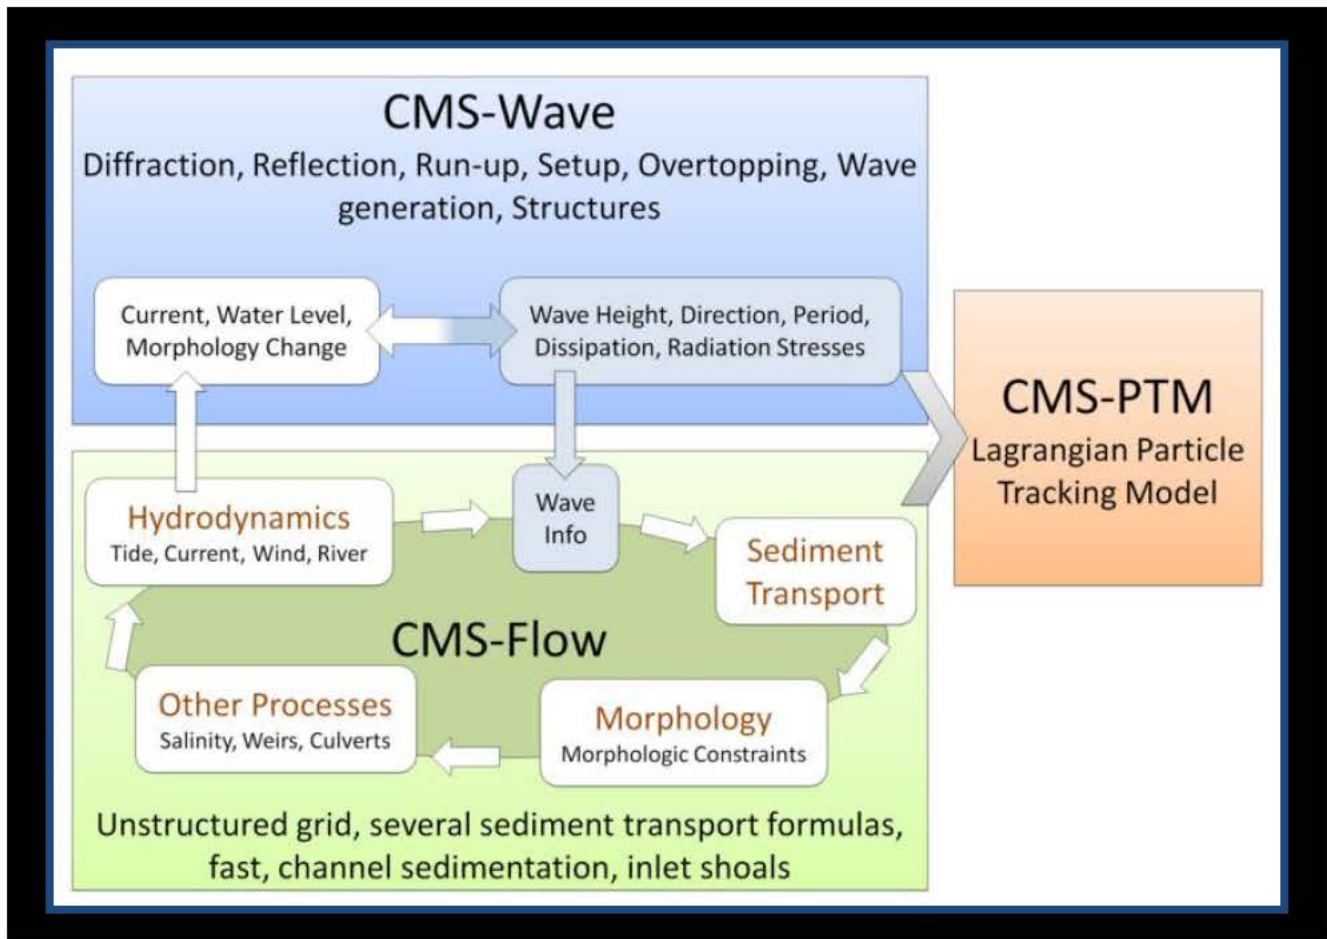 CMS-Wave
Diffraction, Reflection, Run-up, Setup, Overtopping, Wave
generation, Structures
Current, Water Level,
Morphology Change
Wave Height, Direction, Period,
Dissipation, Radiation Stresses
CMS-PTM
Lagrangian Particle
Tracking Model
Hydrodynamics
Tide, Current, Wind, River
Wave
Info
Sediment
Transport
CMS-Flow
Other Processes
Salinity, Weirs, Culverts
Morphology
Morphologic Constraints
Unstructured grid, several sediment transport formulas,
fast, channel sedimentation, inlet shoals